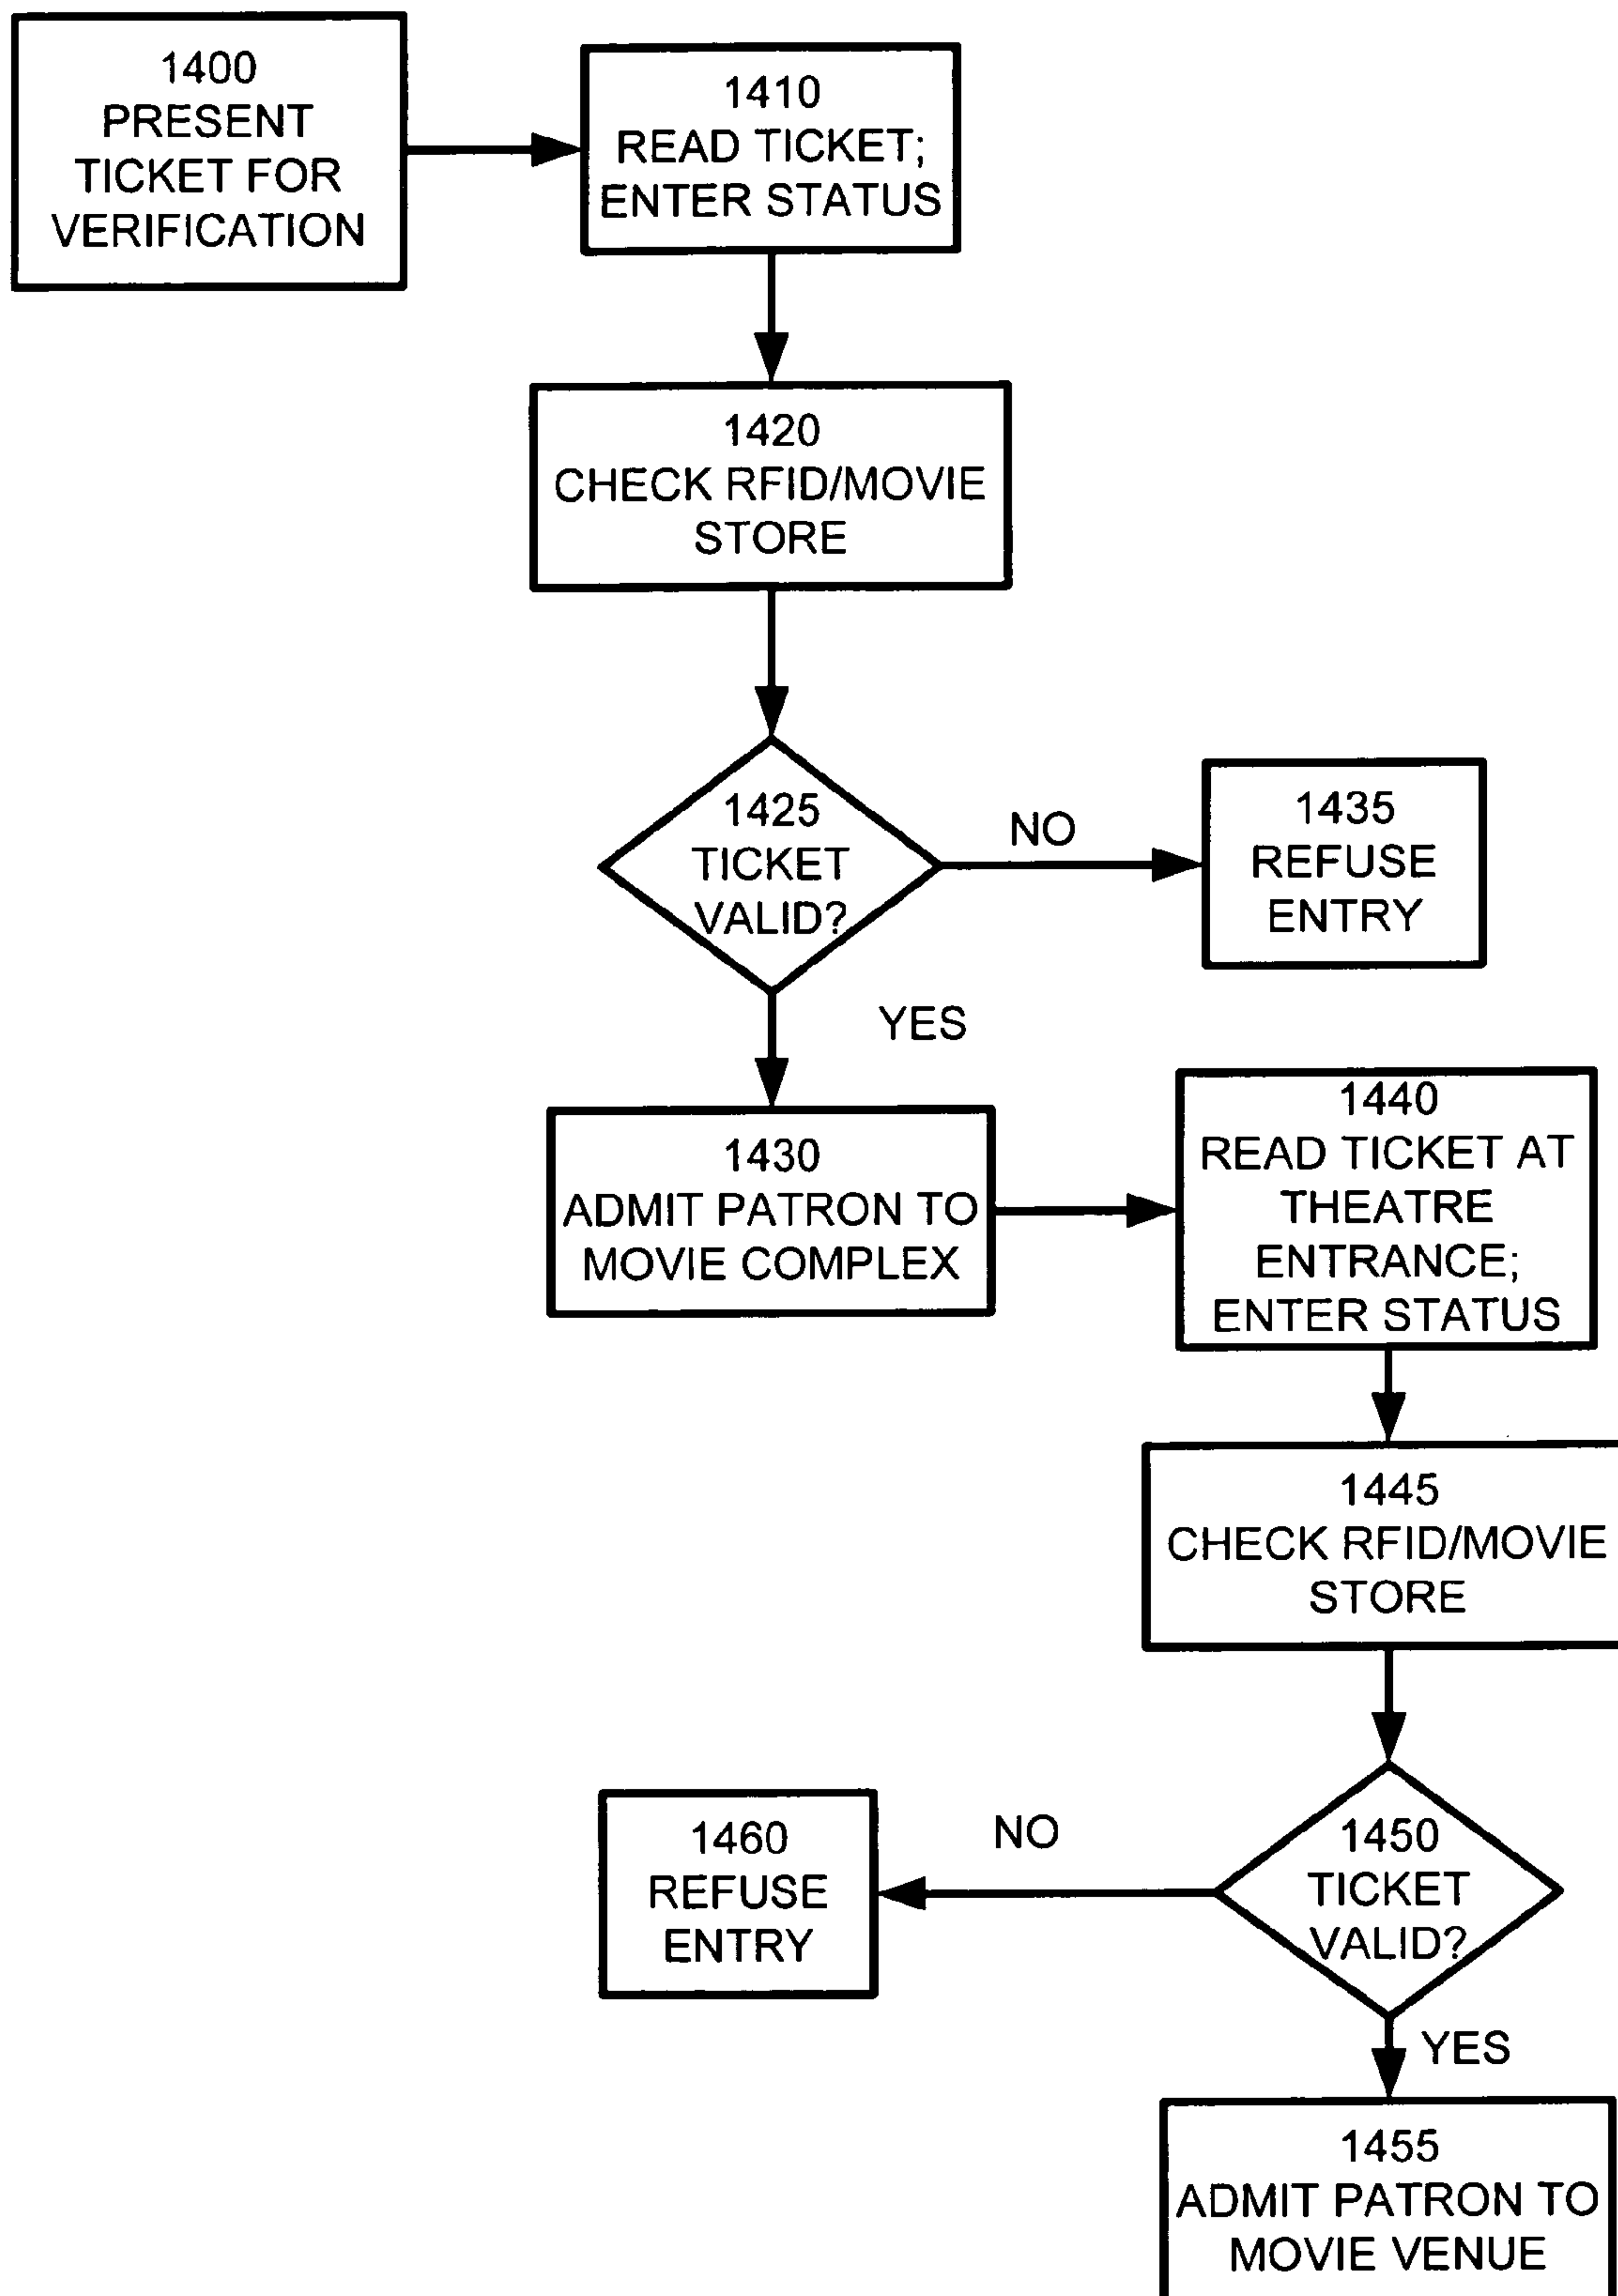 1400
PRESENT
TICKET FOR
VERIFICATION
1410
READ TICKET;
ENTER STATUS
1420
CHECK RFID/MOVIE
STORE
1425
TICKET
VALID?
NO
1435
REFUSE
ENTRY
YES
1430
ADMIT PATRON TO
MOVIE COMPLEX
1440
READ TICKET AT
THEATRE
ENTRANCE;
ENTER STATUS
1445
CHECK RFID/MOVIE
STORE
1450
TICKET
VALID?
NO
1460
REFUSE
ENTRY
YES
1455
ADMIT PATRON TO
MOVIE VENUE